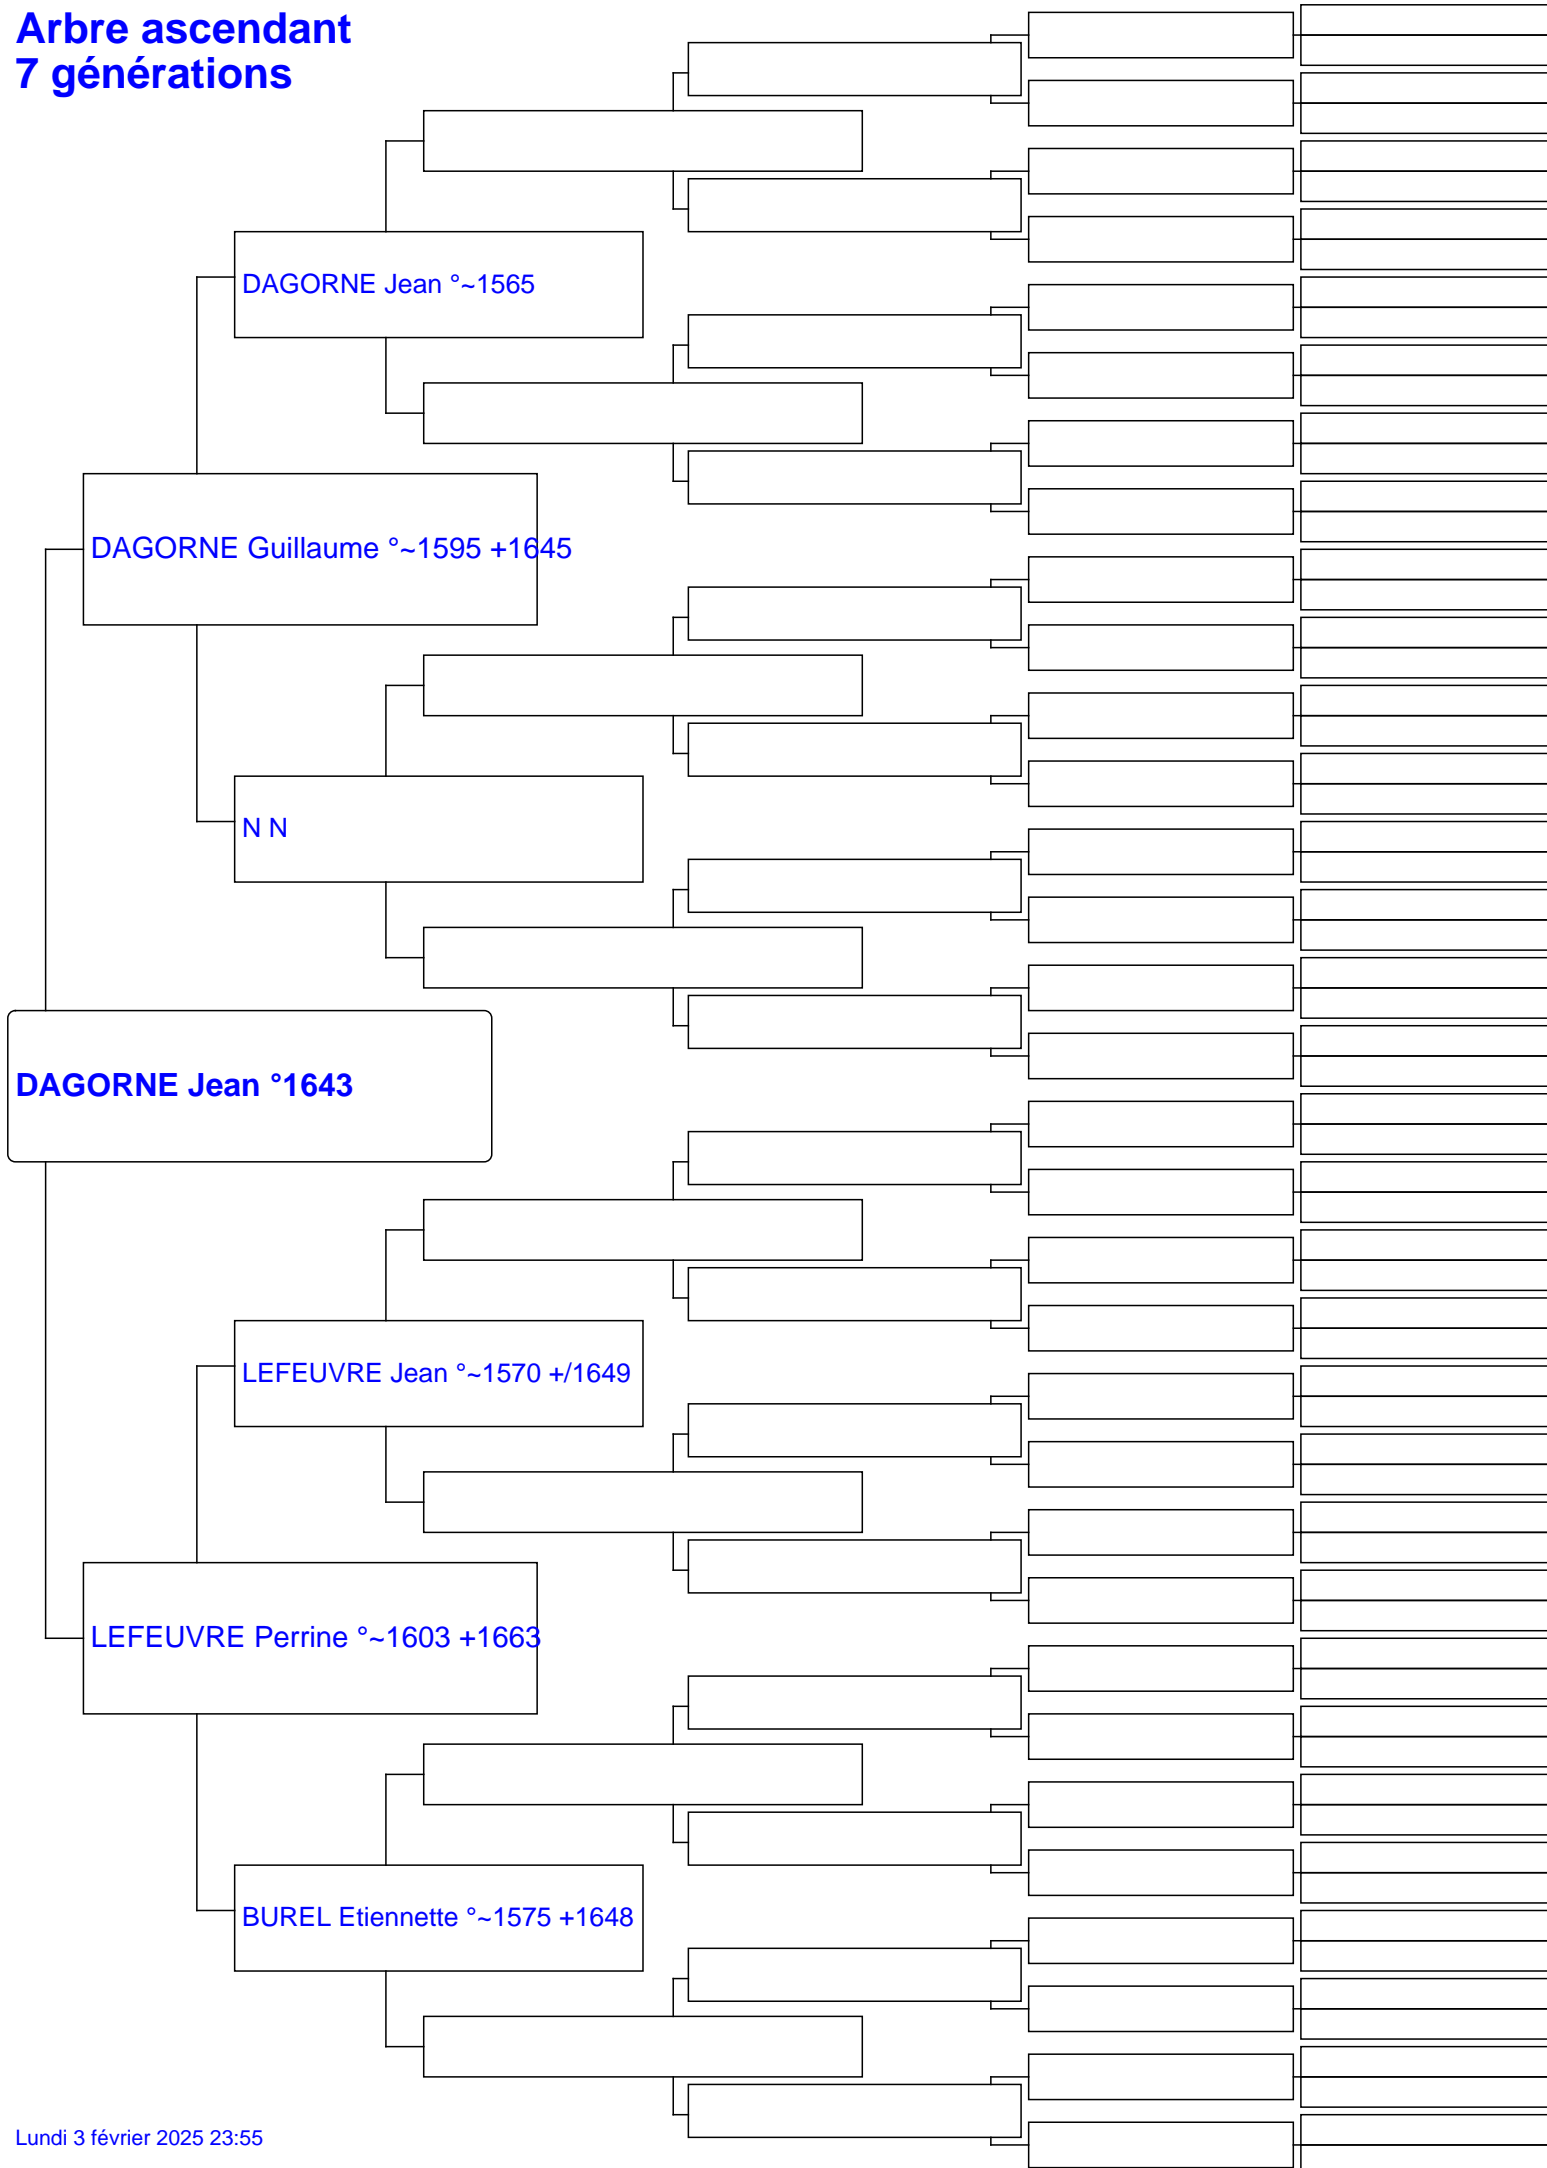 Arbre ascendant
7 générations
DAGORNE Jean °~1565
DAGORNE Guillaume °~1595 +1645
N N
DAGORNE Jean °1643
LEFEUVRE Jean °~1570 +/1649
LEFEUVRE Perrine °~1603 +1663
BUREL Etiennette °~1575 +1648
Lundi 3 février 2025 23:55